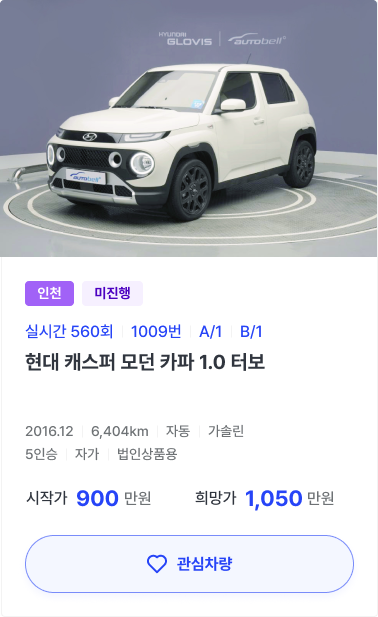 HYUNDAI
GLOVIS autobell
autobell
인천 미진행
실시간 560회 1009번 A/1 B/1
현대 캐스퍼 모던 카파 1.0 터보
2016.12 6,404km 자동 가솔린
5인승 자가 법인상품용
시작가 900 만원 희망가 1,050 만원
관심차량